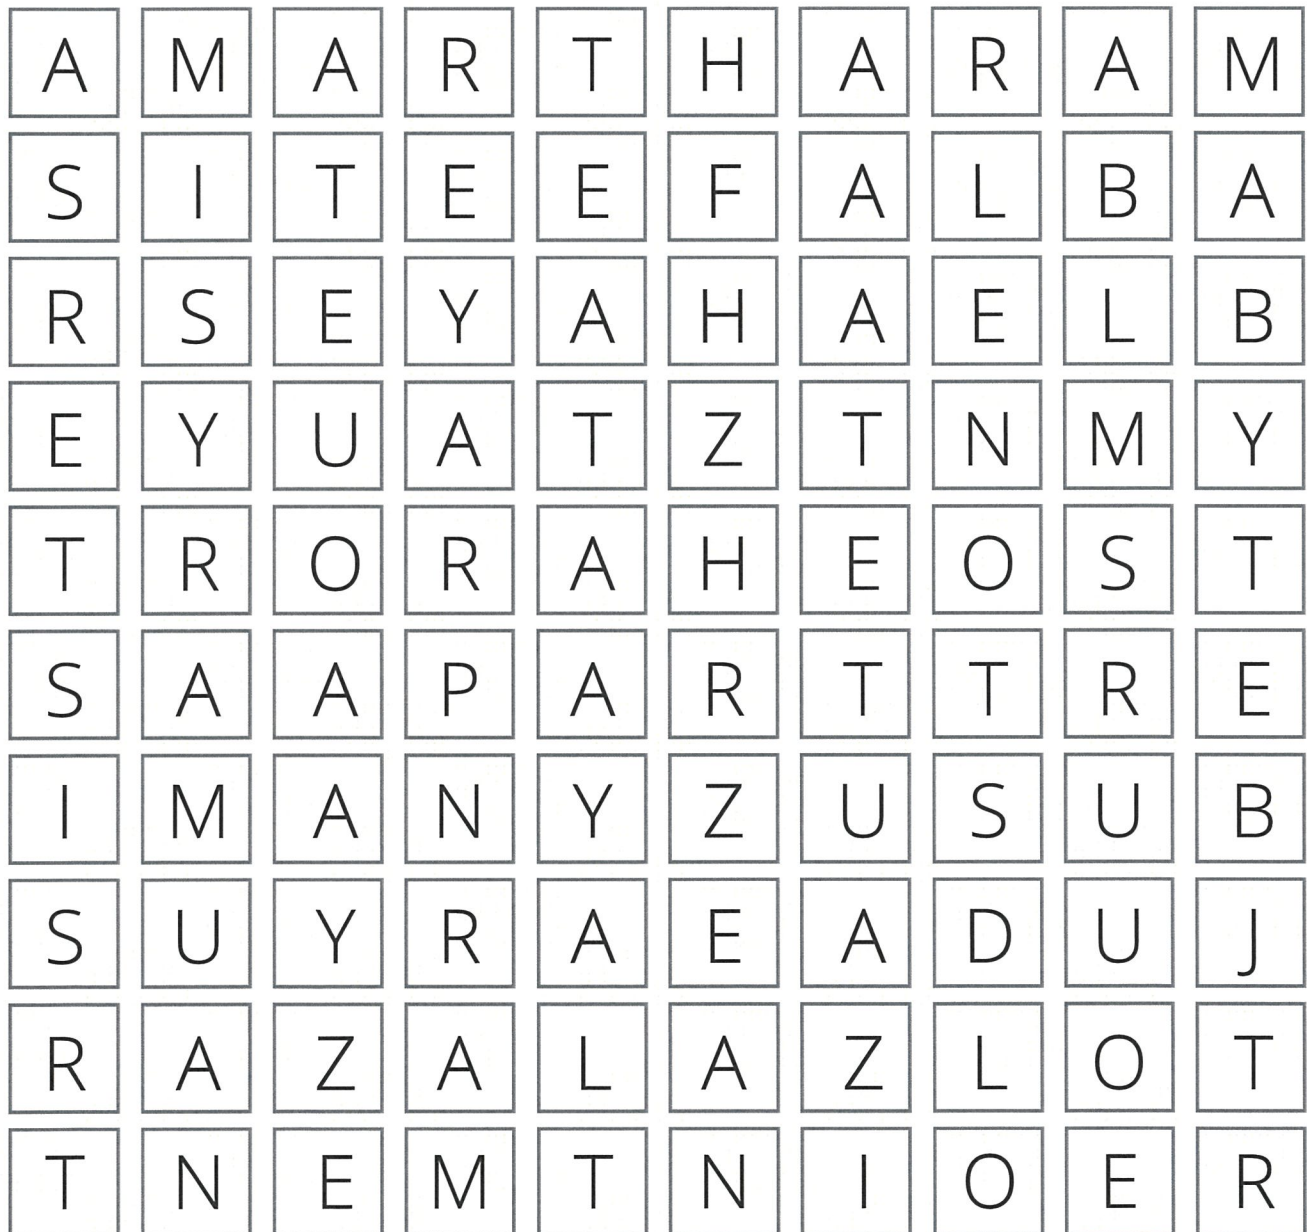 A M A R T H A R A M
S I T E E F A L B A
R S E Y A H A E L B
E Y U A T Z T N M Y
T R O R A H E O S T
S A A P A R T T R E
I M A N Y Z U S U B
S U Y R A E A D U J
R A Z A L A Z L O T
T N E M T N I O E R